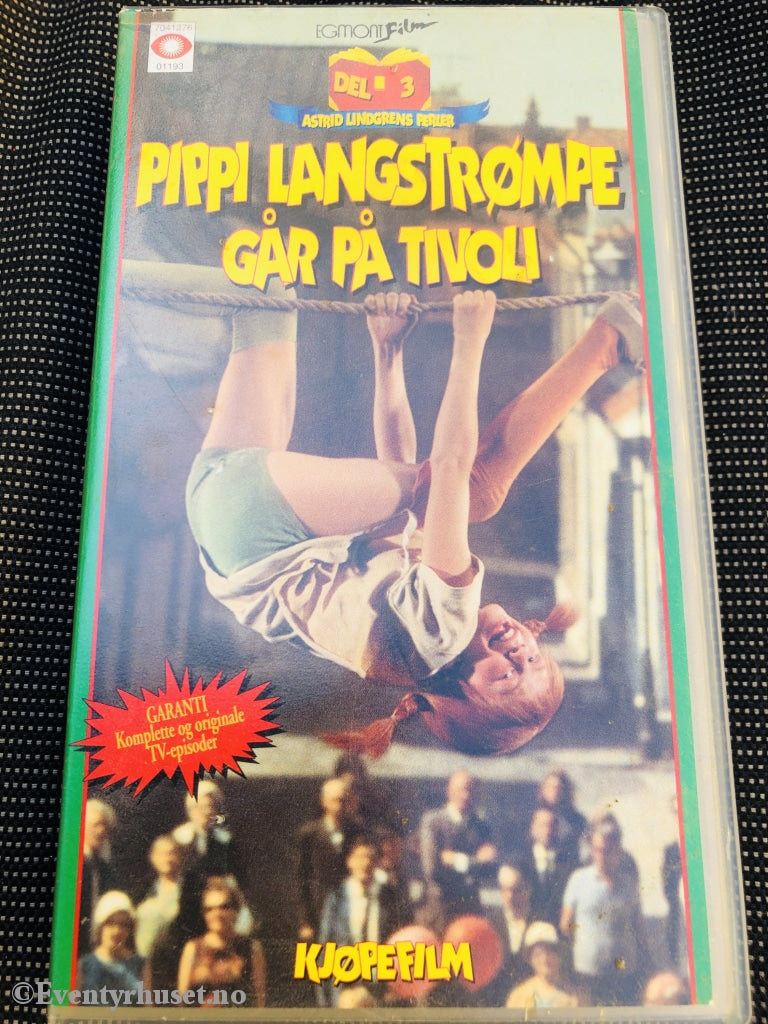 7041276
01193
EGMONT Film
DEL 3
ASTRID LINDGRENS PERLER
PIPPI LANGSTRØMPE
GÅR PÅ TIVOLI
GARANTI
Komplette og originale
TV-episoder
KJØPEFILM
©Eventyrhuset.no